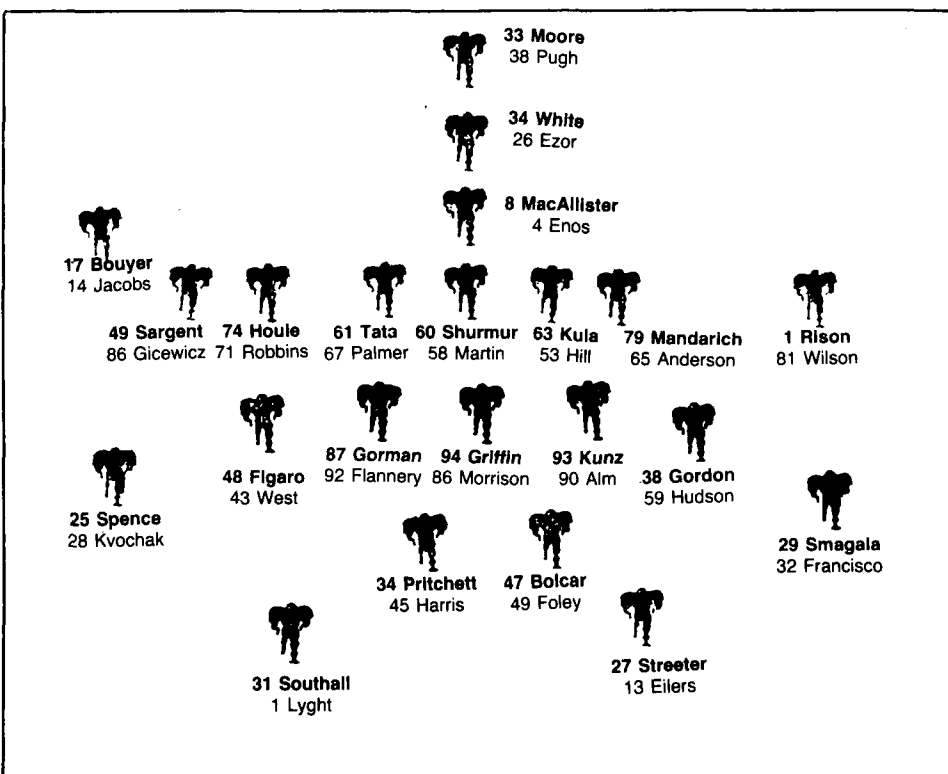 33 Moore
38 Pugh
34 White
26 Ezor
8 MacAllister
4 Enos
17 Bouyer
14 Jacobs
49 Sargent
86 Gicewicz
74 Houle
71 Robbins
61 Tata
67 Palmer
60 Shurmur
58 Martin
63 Kula
53 Hill
79 Mandarich
65 Anderson
1 Rison
81 Wilson
48 Figaro
43 West
87 Gorman
92 Flannery
94 Griffin
86 Morrison
93 Kunz
90 Alm
38 Gordon
59 Hudson
25 Spence
28 Kvochak
29 Smagala
32 Francisco
34 Pritchett
45 Harris
47 Bolcar
49 Foley
31 Southall
1 Lyght
27 Streeter
13 Eilers